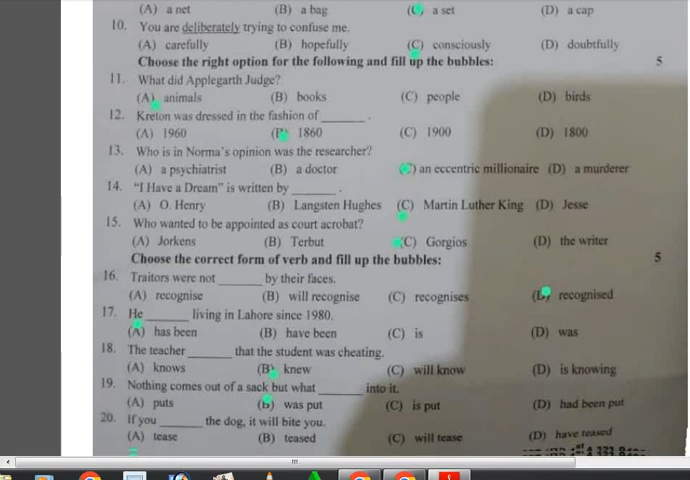 (A) a net (B) a bag (C) a set (D) a cap
10. You are deliberately trying to confuse me.
(A) carefully (B) hopefully (C) consciously (D) doubtfully
Choose the right option for the following and fill up the bubbles: 5
11. What did Applegarth Judge?
(A) animals (B) books (C) people (D) birds
12. Kreton was dressed in the fashion of ______ .
(A) 1960 (B) 1860 (C) 1900 (D) 1800
13. Who is in Norma's opinion was the researcher?
(A) a psychiatrist (B) a doctor (C) an eccentric millionaire (D) a murderer
14. "I Have a Dream" is written by ______ .
(A) O. Henry (B) Langsten Hughes (C) Martin Luther King (D) Jesse
15. Who wanted to be appointed as court acrobat?
(A) Jorkens (B) Terbut (C) Gorgios (D) the writer
Choose the correct form of verb and fill up the bubbles: 5
16. Traitors were not ______ by their faces.
(A) recognise (B) will recognise (C) recognises (D) recognised
17. He ______ living in Lahore since 1980.
(A) has been (B) have been (C) is (D) was
18. The teacher ______ that the student was cheating.
(A) knows (B) knew (C) will know (D) is knowing
19. Nothing comes out of a sack but what ______ into it.
(A) puts (B) was put (C) is put (D) had been put
20. If you ______ the dog, it will bite you.
(A) tease (B) teased (C) will tease (D) have teased